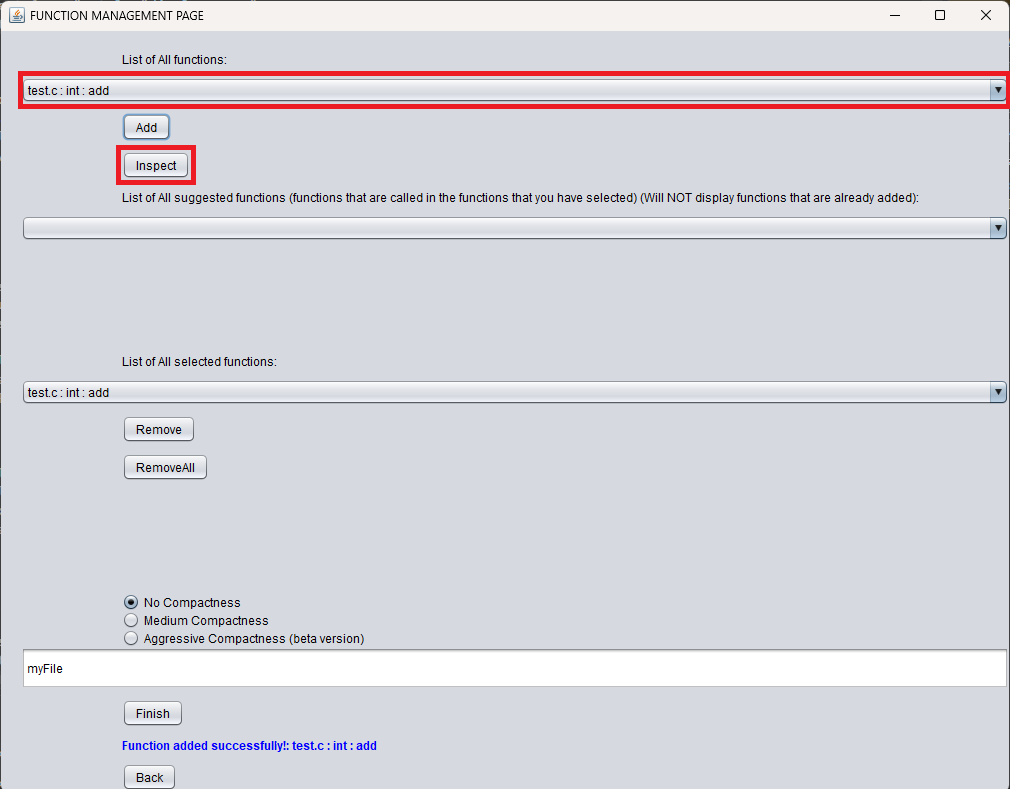 FUNCTION MANAGEMENT PAGE
List of All functions:
test.c : int : add
Add
Inspect
List of All suggested functions (functions that are called in the functions that you have selected) (Will NOT display functions that are already added):
List of All selected functions:
test.c : int : add
Remove
RemoveAll
No Compactness
Medium Compactness
Aggressive Compactness (beta version)
myFile
Finish
Function added successfully!: test.c : int : add
Back